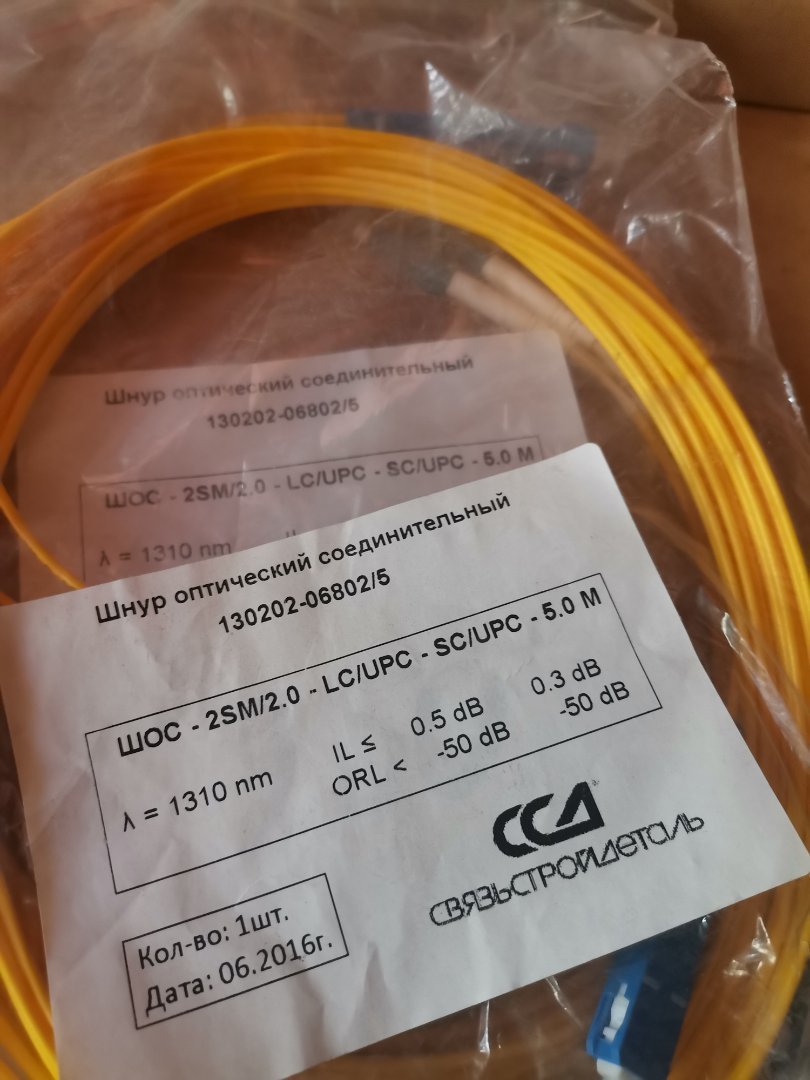 Шнур оптический соединительный
130202-06802/5
ШОС - 2SM/2.0 - LC/UPC - SC/UPC - 5.0 М
λ = 1310 nm
Шнур оптический соединительный
130202-06802/5
ШОС - 2SM/2.0 - LC/UPC - SC/UPC - 5.0 М
λ = 1310 nm IL ≤ 0.5 dB 0.3 dB
ORL < -50 dB -50 dB
ССД
СВЯЗЬСТРОЙДЕТАЛЬ
Кол-во: 1шт.
Дата: 06.2016г.